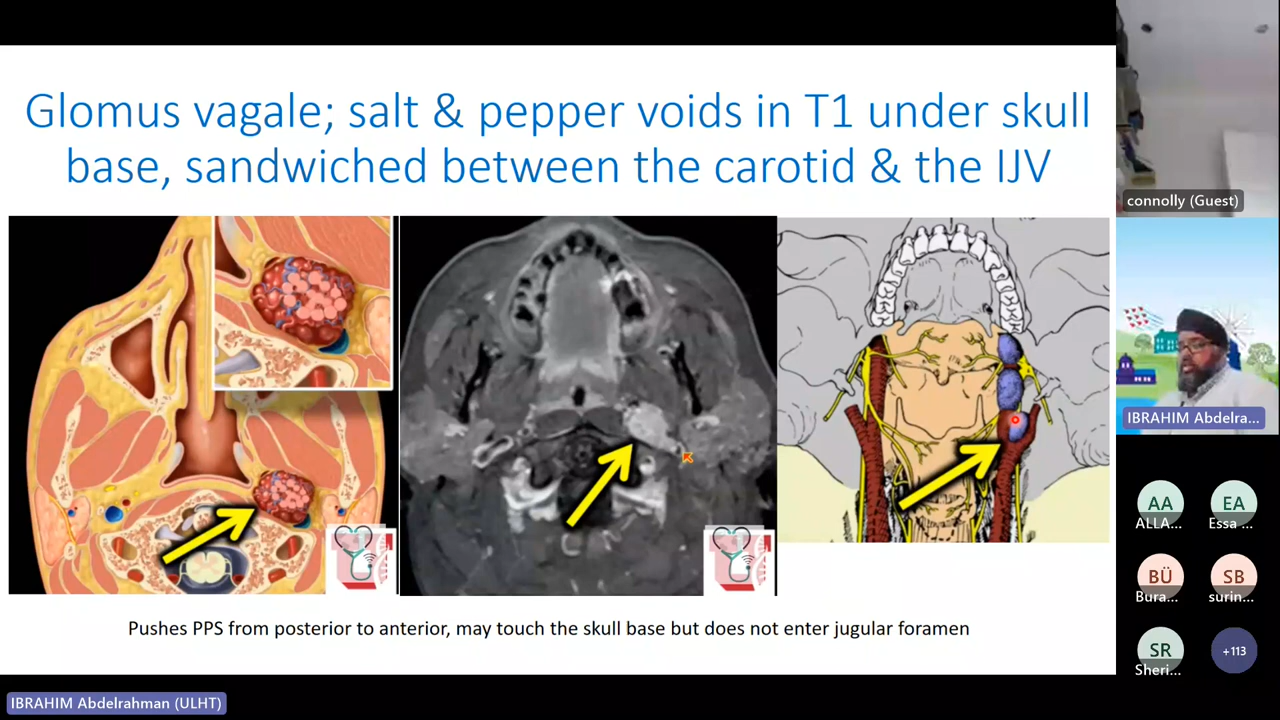 Glomus vagale; salt & pepper voids in T1 under skull
base, sandwiched between the carotid & the IJV
Pushes PPS from posterior to anterior, may touch the skull base but does not enter jugular foramen
IBRAHIM Abdelrahman (ULHT)
connolly (Guest)
IBRAHIM Abdelra...
AA
EA
ALLA...
Essa ...
BÜ
SB
Bura...
surin...
SR
+113
Sheri...